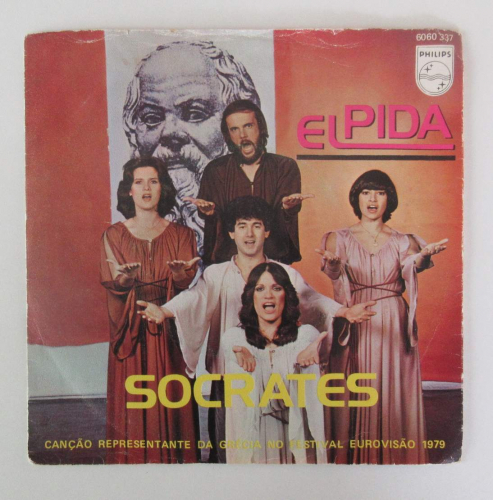 6060 337
PHILIPS
ELPIDA
SOCRATES
CANÇÃO REPRESENTANTE DA GRÉCIA NO FESTIVAL EUROVISÃO 1979